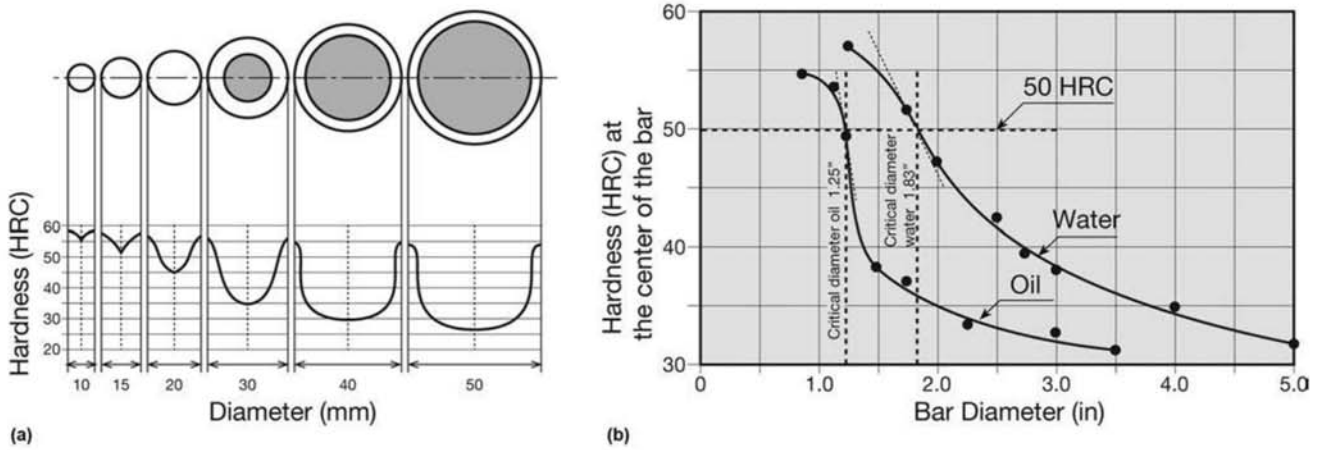 Hardness (HRC)
60
50
40
30
20
10
15
20
30
40
50
Diameter (mm)
(a)
Hardness (HRC) at
the center of the bar
60
50
40
30
50 HRC
Critical diameter oil 1.25"
Critical diameter
water 1.83"
Water
Oil
0
1.0
2.0
3.0
4.0
5.0
Bar Diameter (in)
(b)